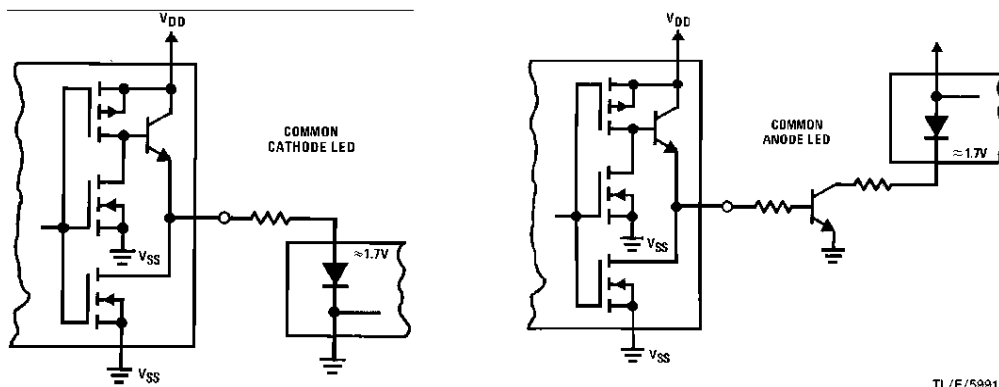 VDD
COMMON
CATHODE LED
VSS
≈1.7V
VSS
VDD
COMMON
ANODE LED
≈1.7V
VSS
VSS
TL/F/5991